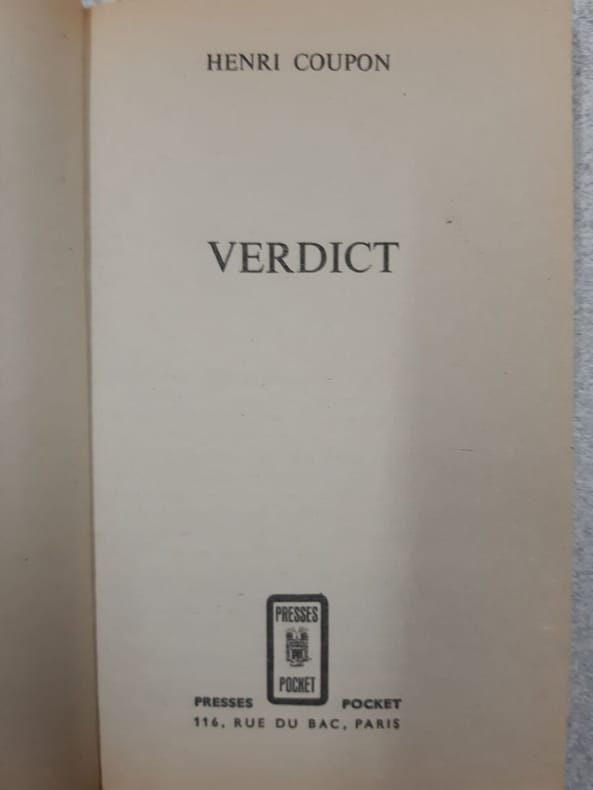 HENRI COUPON
VERDICT
PRESSES
POCKET
PRESSES POCKET
116, RUE DU BAC, PARIS